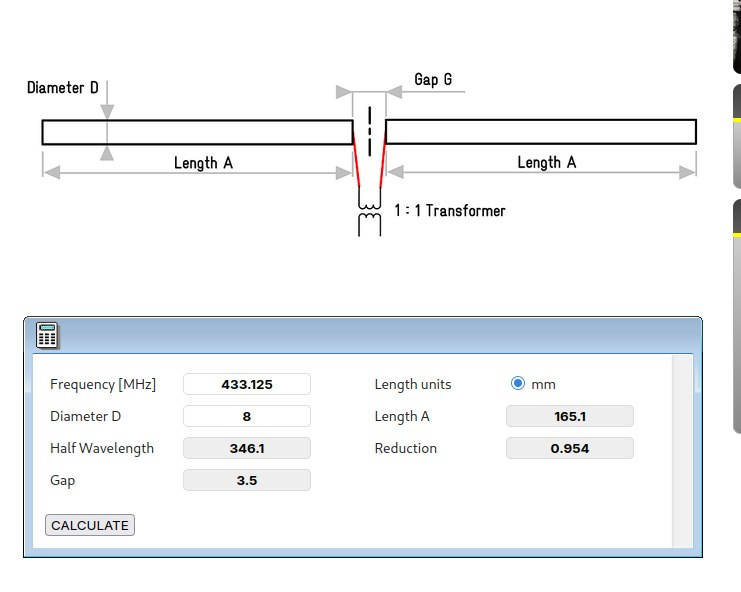 Gap G
Diameter D
Length A
Length A
1 : 1 Transformer
Frequency [MHz] 433.125 Length units mm
Diameter D 8 Length A 165.1
Half Wavelength 346.1 Reduction 0.954
Gap 3.5
CALCULATE